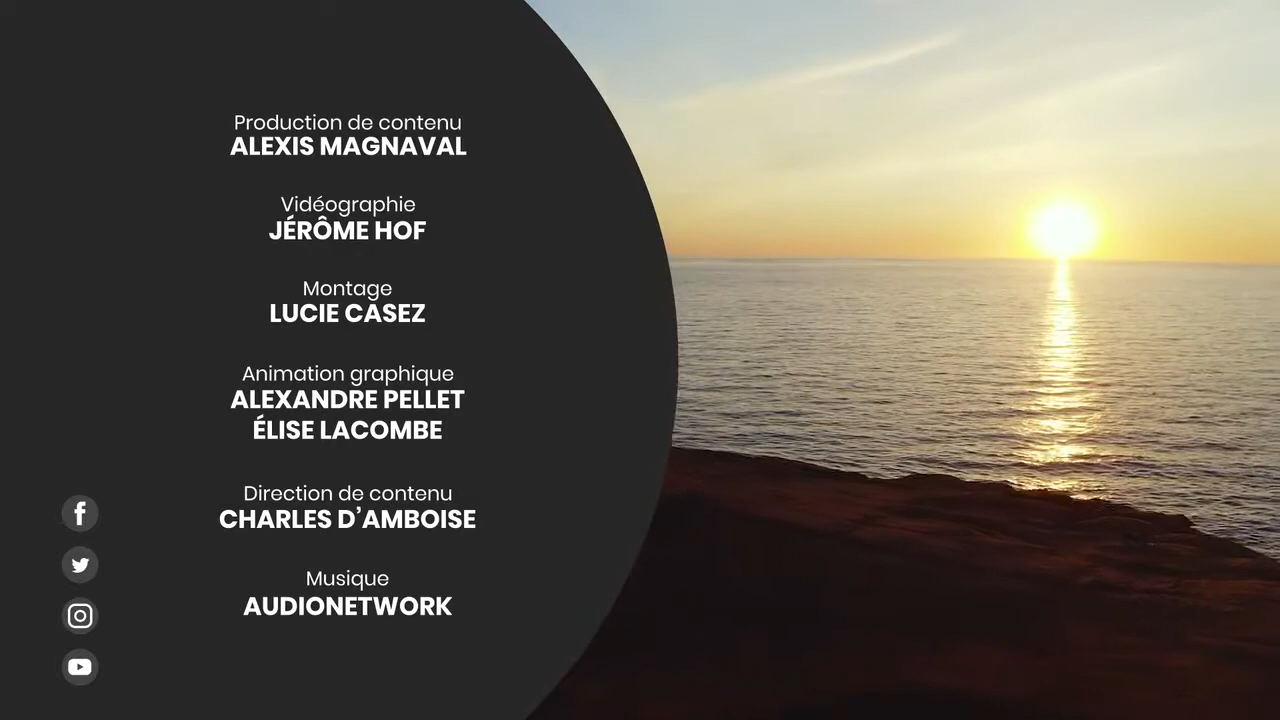 Production de contenu
ALEXIS MAGNAVAL
Vidéographie
JÉRÔME HOF
Montage
LUCIE CASEZ
Animation graphique
ALEXANDRE PELLET
ÉLISE LACOMBE
Direction de contenu
CHARLES D’AMBOISE
Musique
AUDIONETWORK